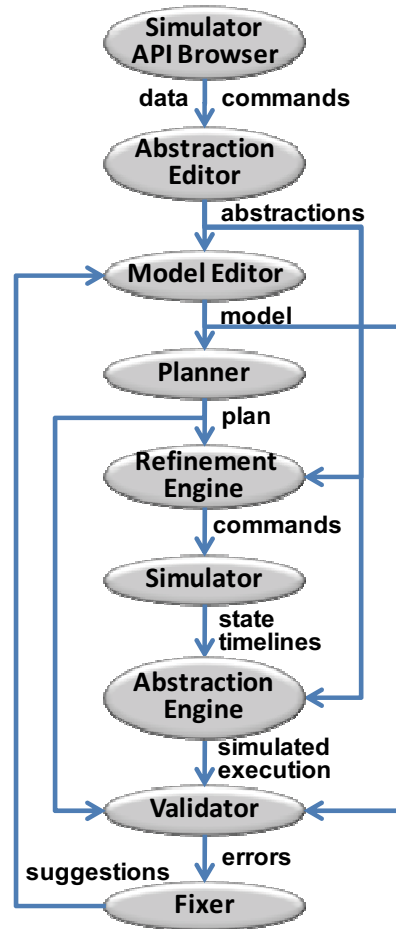 Simulator
API Browser
data commands
Abstraction
Editor
abstractions
Model Editor
model
Planner
plan
Refinement
Engine
commands
Simulator
state
timelines
Abstraction
Engine
simulated
execution
Validator
errors
suggestions
Fixer